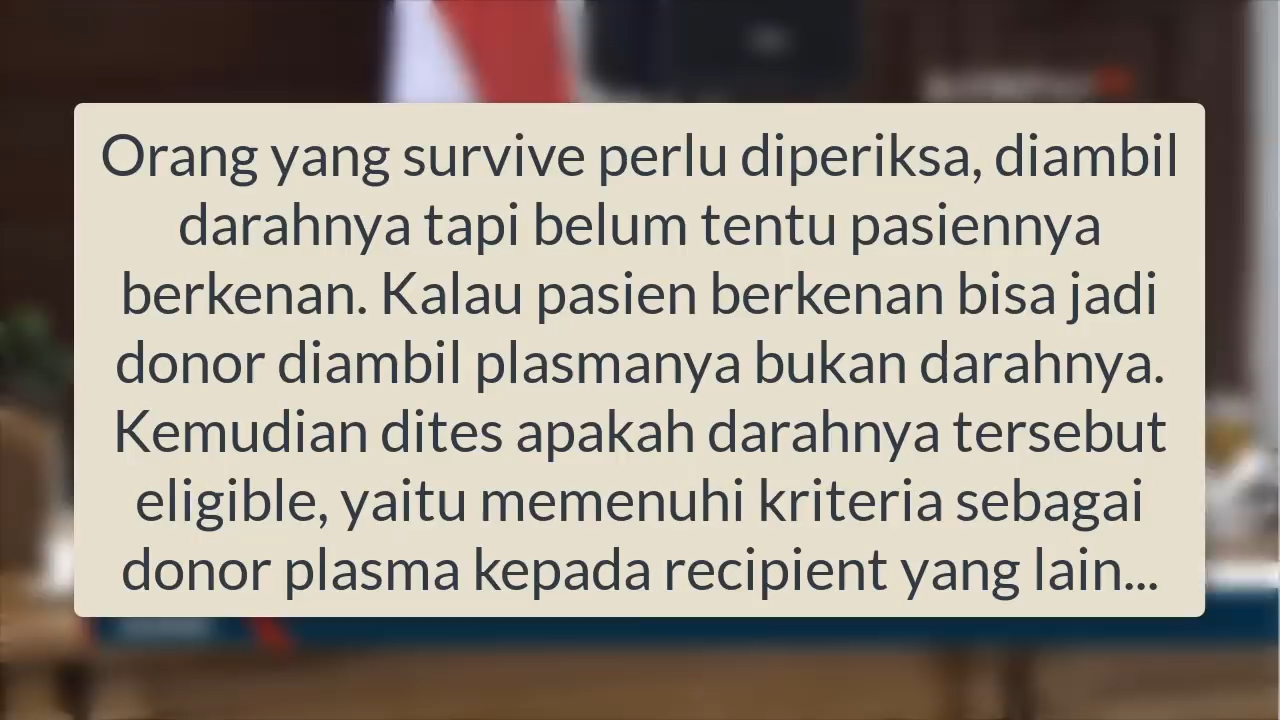 Orang yang survive perlu diperiksa, diambil
darahnya tapi belum tentu pasiennya
berkenan. Kalau pasien berkenan bisa jadi
donor diambil plasmanya bukan darahnya.
Kemudian dites apakah darahnya tersebut
eligible, yaitu memenuhi kriteria sebagai
donor plasma kepada recipient yang lain...